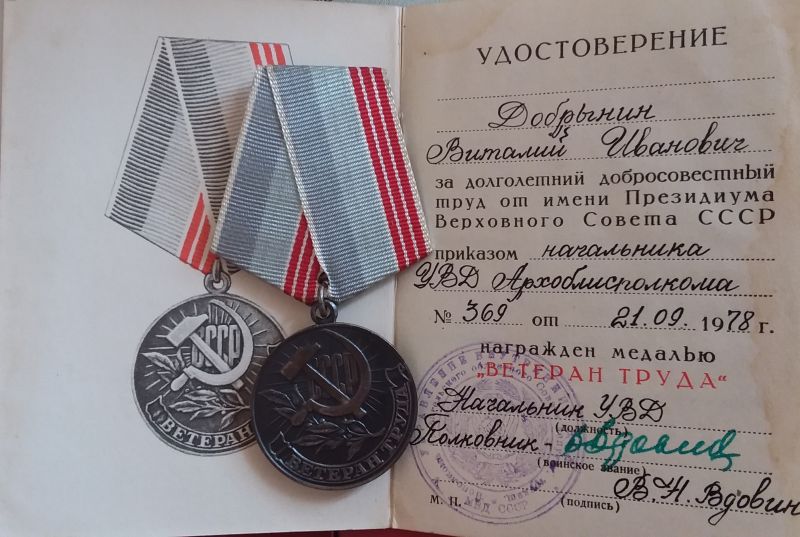 СССР
ВЕТЕРАН
СССР
ВЕТЕРАН ТРУДА
УДОСТОВЕРЕНИЕ
Добрынин
Виталий Иванович
за долголетний добросовестный
труд от имени Президиума
Верховного Совета СССР
приказом начальника
УВД Архоблисполкома
№ 369 от 21.09. 1978 г.
награжден медалью
„ВЕТЕРАН ТРУДА“
Начальник УВД
(должность)
Полковник -
(воинское звание)
В.Н. Вдовин
М. П. (подпись)
МВД СССР